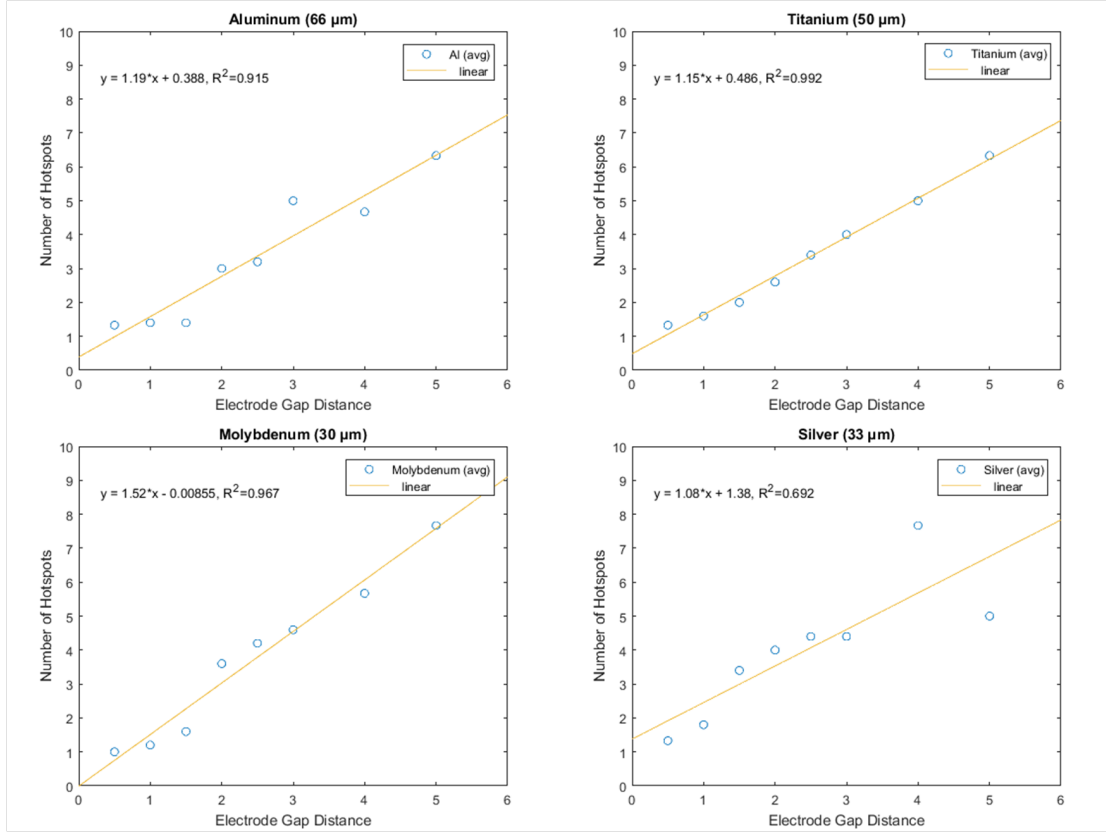 Aluminum (66 µm)
10
9
8
7
6
5
4
3
2
1
0
Number of Hotspots
y = 1.19*x + 0.388, R²=0.915
Al (avg)
linear
0 1 2 3 4 5 6
Electrode Gap Distance
Titanium (50 µm)
10
9
8
7
6
5
4
3
2
1
0
Number of Hotspots
y = 1.15*x + 0.486, R²=0.992
Titanium (avg)
linear
0 1 2 3 4 5 6
Electrode Gap Distance
Molybdenum (30 µm)
10
9
8
7
6
5
4
3
2
1
0
Number of Hotspots
y = 1.52*x - 0.00855, R²=0.967
Molybdenum (avg)
linear
0 1 2 3 4 5 6
Electrode Gap Distance
Silver (33 µm)
10
9
8
7
6
5
4
3
2
1
0
Number of Hotspots
y = 1.08*x + 1.38, R²=0.692
Silver (avg)
linear
0 1 2 3 4 5 6
Electrode Gap Distance